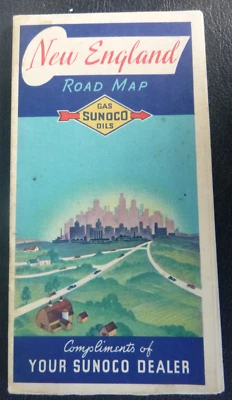 New England
ROAD MAP
GAS
SUNOCO
OILS
Compliments of
YOUR SUNOCO DEALER